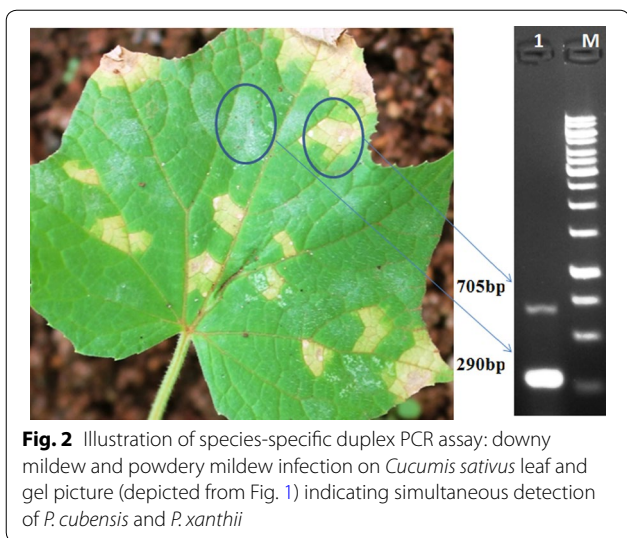 1 M
705bp
290bp
Fig. 2 Illustration of species-specific duplex PCR assay: downy
mildew and powdery mildew infection on Cucumis sativus leaf and
gel picture (depicted from Fig. 1) indicating simultaneous detection
of P. cubensis and P. xanthii